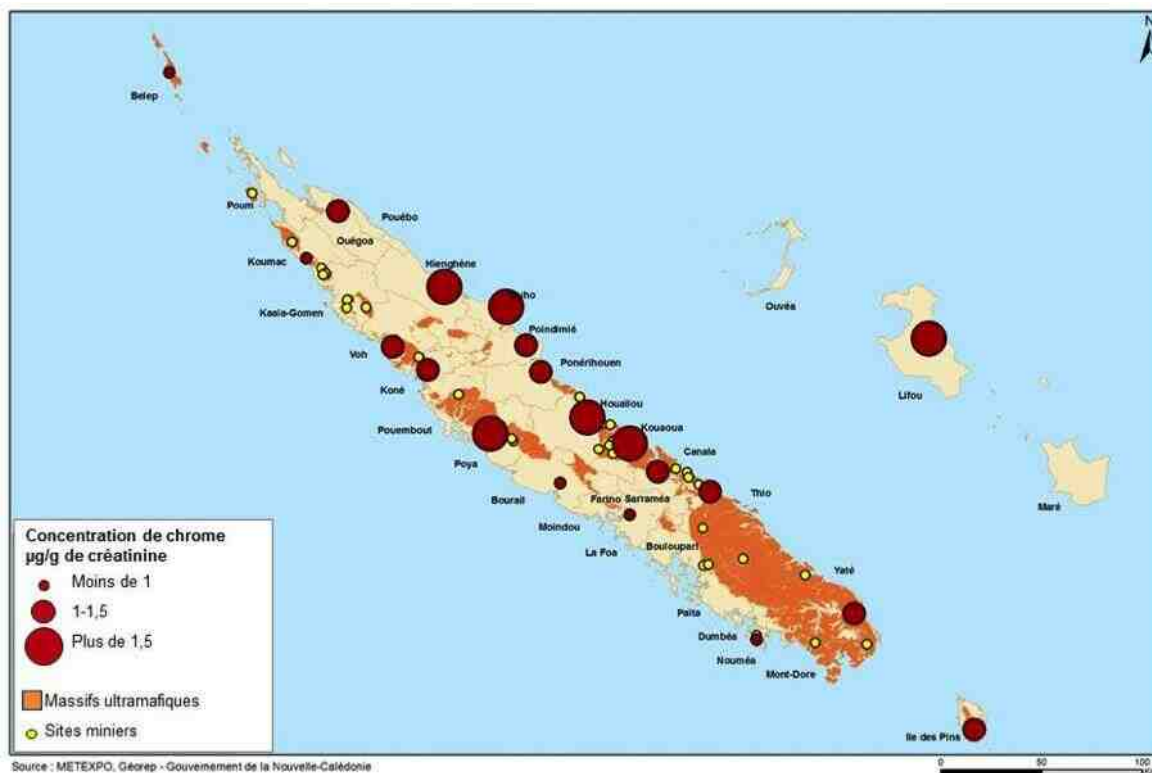 N
Belep
Poum
Pouébo
Ouégoa
Koumac
Hienghène
Ouvéa
Kaala-Gomen
Poindimié
Voh
Ponérihouen
Lifou
Koné
Houaïlou
Pouembout
Kouaoua
Canala
Poya
Bourail
Farino
Sarraméa
Thio
Maré
Moindou
La Foa
Bouloupari
Yaté
Païta
Dumbéa
Nouméa
Mont-Dore
Ile des Pins
Concentration de chrome
µg/g de créatinine
Moins de 1
1-1,5
Plus de 1,5
Massifs ultramafiques
Sites miniers
Source : METEXPO, Géorep - Gouvernement de la Nouvelle-Calédonie
0 50 100